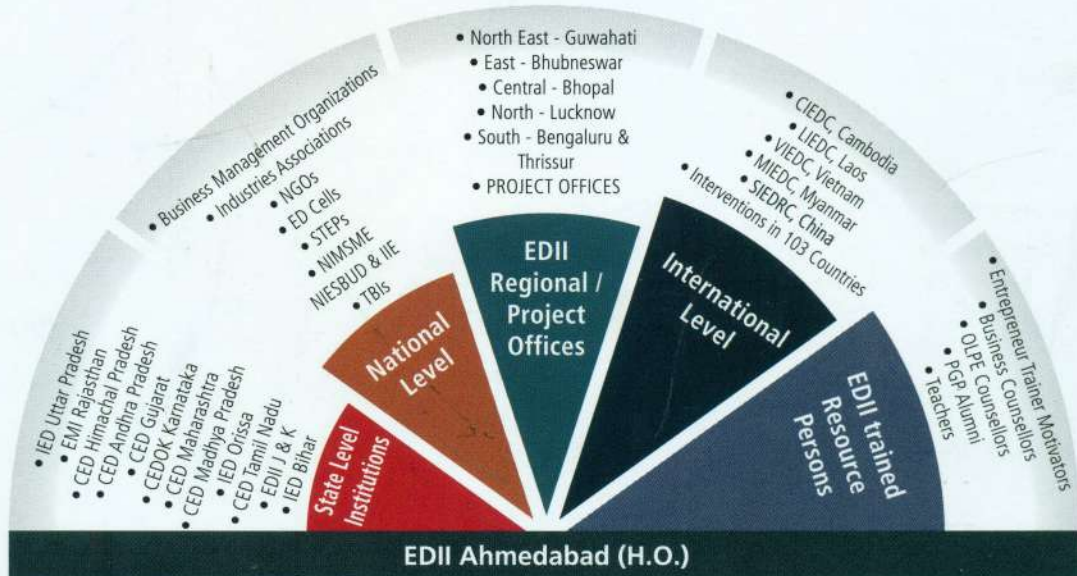 • IED Uttar Pradesh
• EMI Rajasthan
• CED Himachal Pradesh
• CED Andhra Pradesh
• CED Gujarat
• CEDOK Karnataka
• CED Maharashtra
• CED Madhya Pradesh
• IED Orissa
• CED Tamil Nadu
• EDII J & K
• IED Bihar
State Level
Institutions
• Business Management Organizations
• Industries Associations
• NGOs
• ED Cells
• STEPs
• NIMSME
NIESBUD & IIE
• TBIs
National
Level
• North East - Guwahati
• East - Bhubneswar
• Central - Bhopal
• North - Lucknow
• South - Bengaluru &
Thrissur
• PROJECT OFFICES
EDII
Regional /
Project
Offices
• CIEDC, Cambodia
• LIEDC, Laos
• VIEDC, Vietnam
• MIEDC, Myanmar
• SIEDRC, China
• Interventions in 103 Countries
International
Level
• Entrepreneur Trainer Motivators
• Business Counsellors
• OLPE Counsellors
• PGP Alumni
• Teachers
EDII trained
Resource
Persons
EDII Ahmedabad (H.O.)